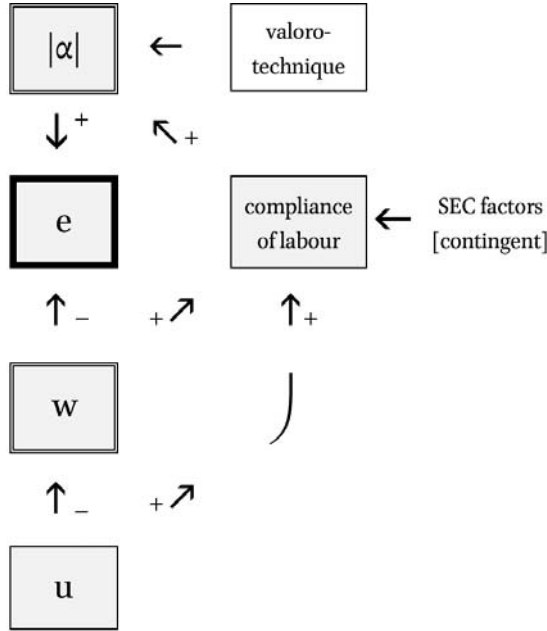 |α|
valoro-
technique
+
+
e
compliance
of labour
SEC factors
[contingent]
−
+
+
w
−
+
u